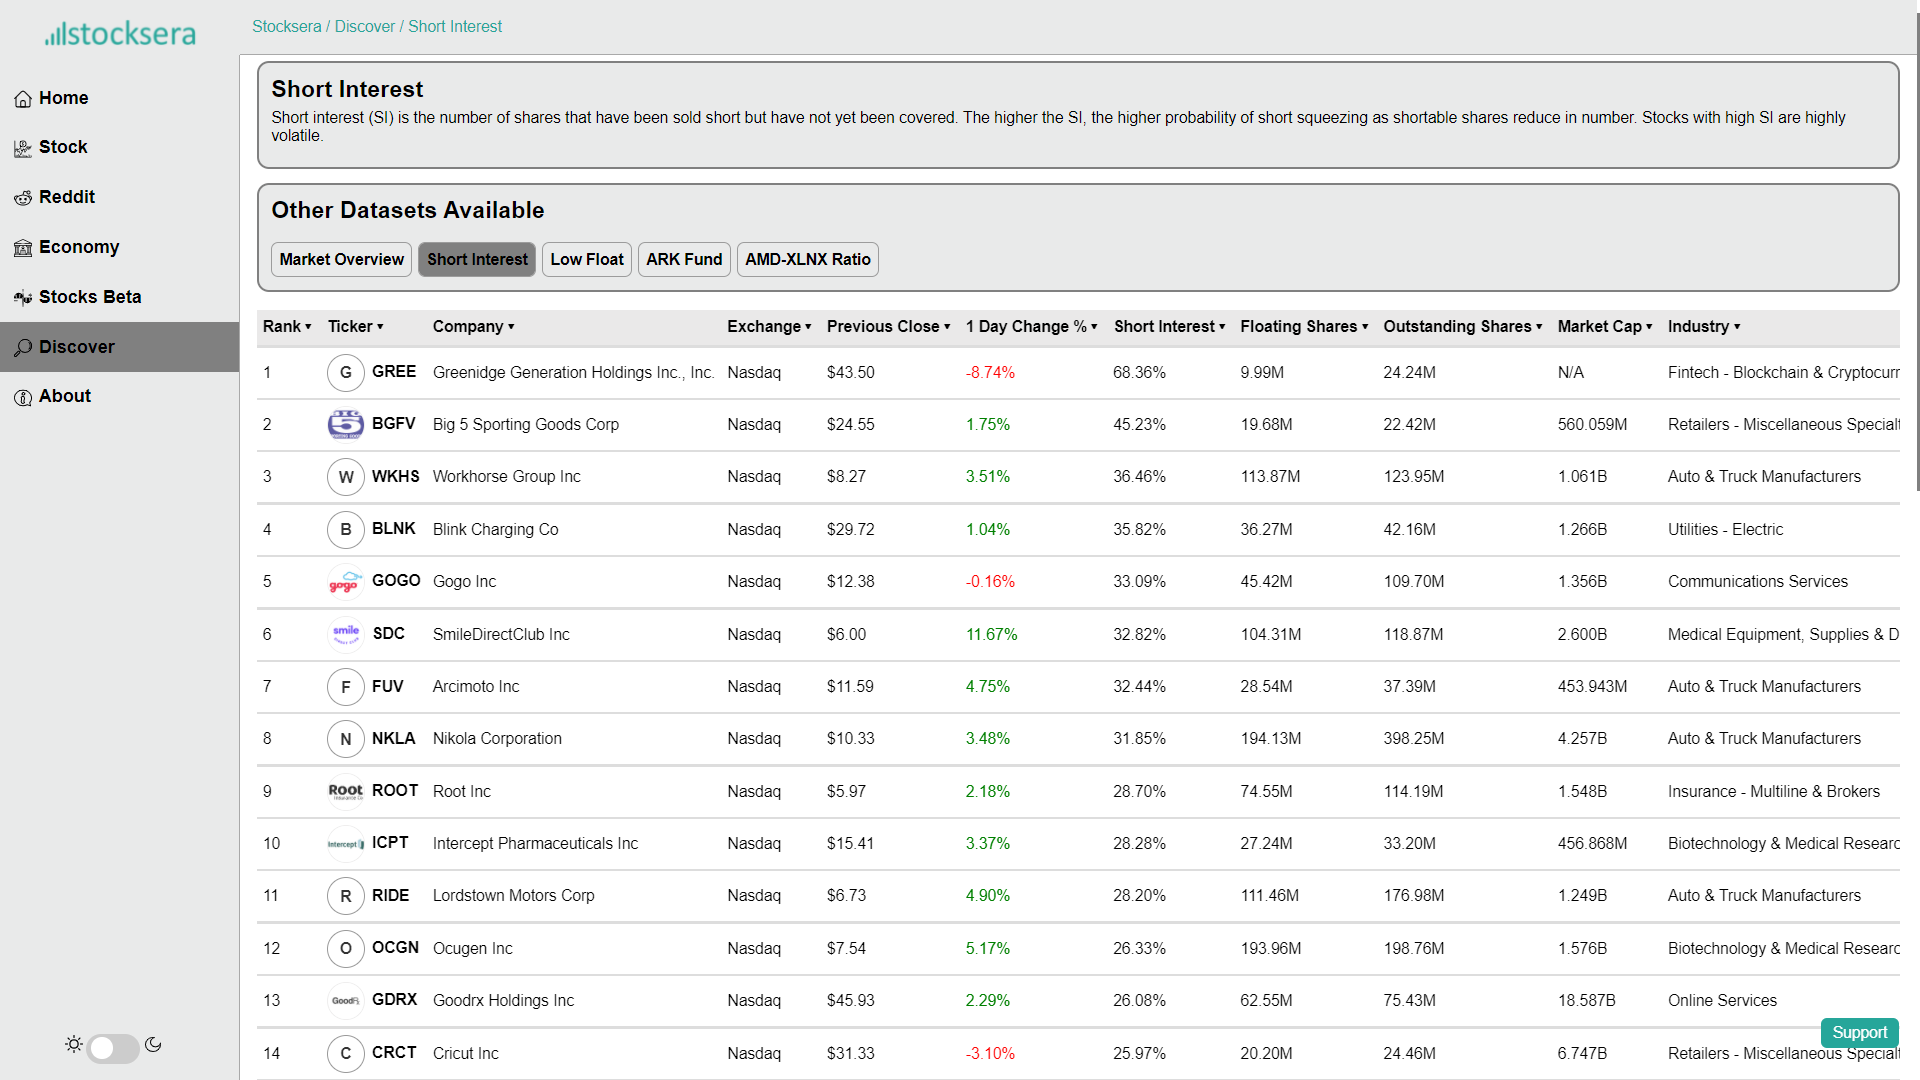 stocksera
Stocksera / Discover / Short Interest
Home
Stock
Reddit
Economy
Stocks Beta
Discover
About
Short Interest
Short interest (SI) is the number of shares that have been sold short but have not yet been covered. The higher the SI, the higher probability of short squeezing as shortable shares reduce in number. Stocks with high SI are highly
volatile.
Other Datasets Available
Market Overview Short Interest Low Float ARK Fund AMD-XLNX Ratio
Rank ▾ Ticker ▾ Company ▾ Exchange ▾ Previous Close ▾ 1 Day Change % ▾ Short Interest ▾ Floating Shares ▾ Outstanding Shares ▾ Market Cap ▾ Industry ▾
1 G GREE Greenidge Generation Holdings Inc., Inc. Nasdaq $43.50 -8.74% 68.36% 9.99M 24.24M N/A Fintech - Blockchain & Cryptocurr
2 BIG 5 BGFV Big 5 Sporting Goods Corp Nasdaq $24.55 1.75% 45.23% 19.68M 22.42M 560.059M Retailers - Miscellaneous Specialt
3 W WKHS Workhorse Group Inc Nasdaq $8.27 3.51% 36.46% 113.87M 123.95M 1.061B Auto & Truck Manufacturers
4 B BLNK Blink Charging Co Nasdaq $29.72 1.04% 35.82% 36.27M 42.16M 1.266B Utilities - Electric
5 gogo GOGO Gogo Inc Nasdaq $12.38 -0.16% 33.09% 45.42M 109.70M 1.356B Communications Services
6 smile DIRECT CLUB SDC SmileDirectClub Inc Nasdaq $6.00 11.67% 32.82% 104.31M 118.87M 2.600B Medical Equipment, Supplies & D
7 F FUV Arcimoto Inc Nasdaq $11.59 4.75% 32.44% 28.54M 37.39M 453.943M Auto & Truck Manufacturers
8 N NKLA Nikola Corporation Nasdaq $10.33 3.48% 31.85% 194.13M 398.25M 4.257B Auto & Truck Manufacturers
9 Root Insurance Co ROOT Root Inc Nasdaq $5.97 2.18% 28.70% 74.55M 114.19M 1.548B Insurance - Multiline & Brokers
10 Intercept ICPT Intercept Pharmaceuticals Inc Nasdaq $15.41 3.37% 28.28% 27.24M 33.20M 456.868M Biotechnology & Medical Researc
11 R RIDE Lordstown Motors Corp Nasdaq $6.73 4.90% 28.20% 111.46M 176.98M 1.249B Auto & Truck Manufacturers
12 O OCGN Ocugen Inc Nasdaq $7.54 5.17% 26.33% 193.96M 198.76M 1.576B Biotechnology & Medical Researc
13 GoodRx GDRX Goodrx Holdings Inc Nasdaq $45.93 2.29% 26.08% 62.55M 75.43M 18.587B Online Services
14 C CRCT Cricut Inc Nasdaq $31.33 -3.10% 25.97% 20.20M 24.46M 6.747B Retailers - Miscellaneous Specialt
Support